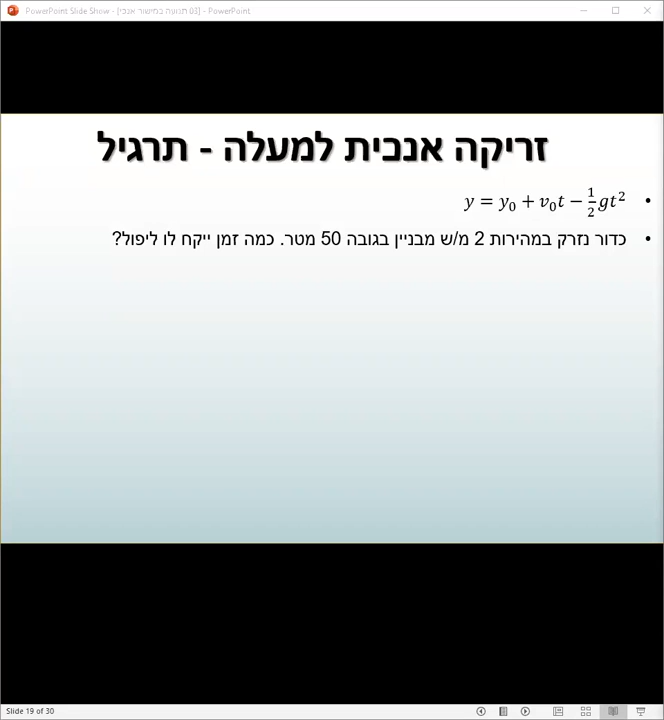 PowerPoint Slide Show - [03 תנועה במישור אנכי] - PowerPoint
זריקה אנכית למעלה - תרגיל
• y = y₀ + v₀t − ½gt²
• כדור נזרק במהירות 2 מ/ש מבניין בגובה 50 מטר. כמה זמן ייקח לו ליפול?
Slide 19 of 30